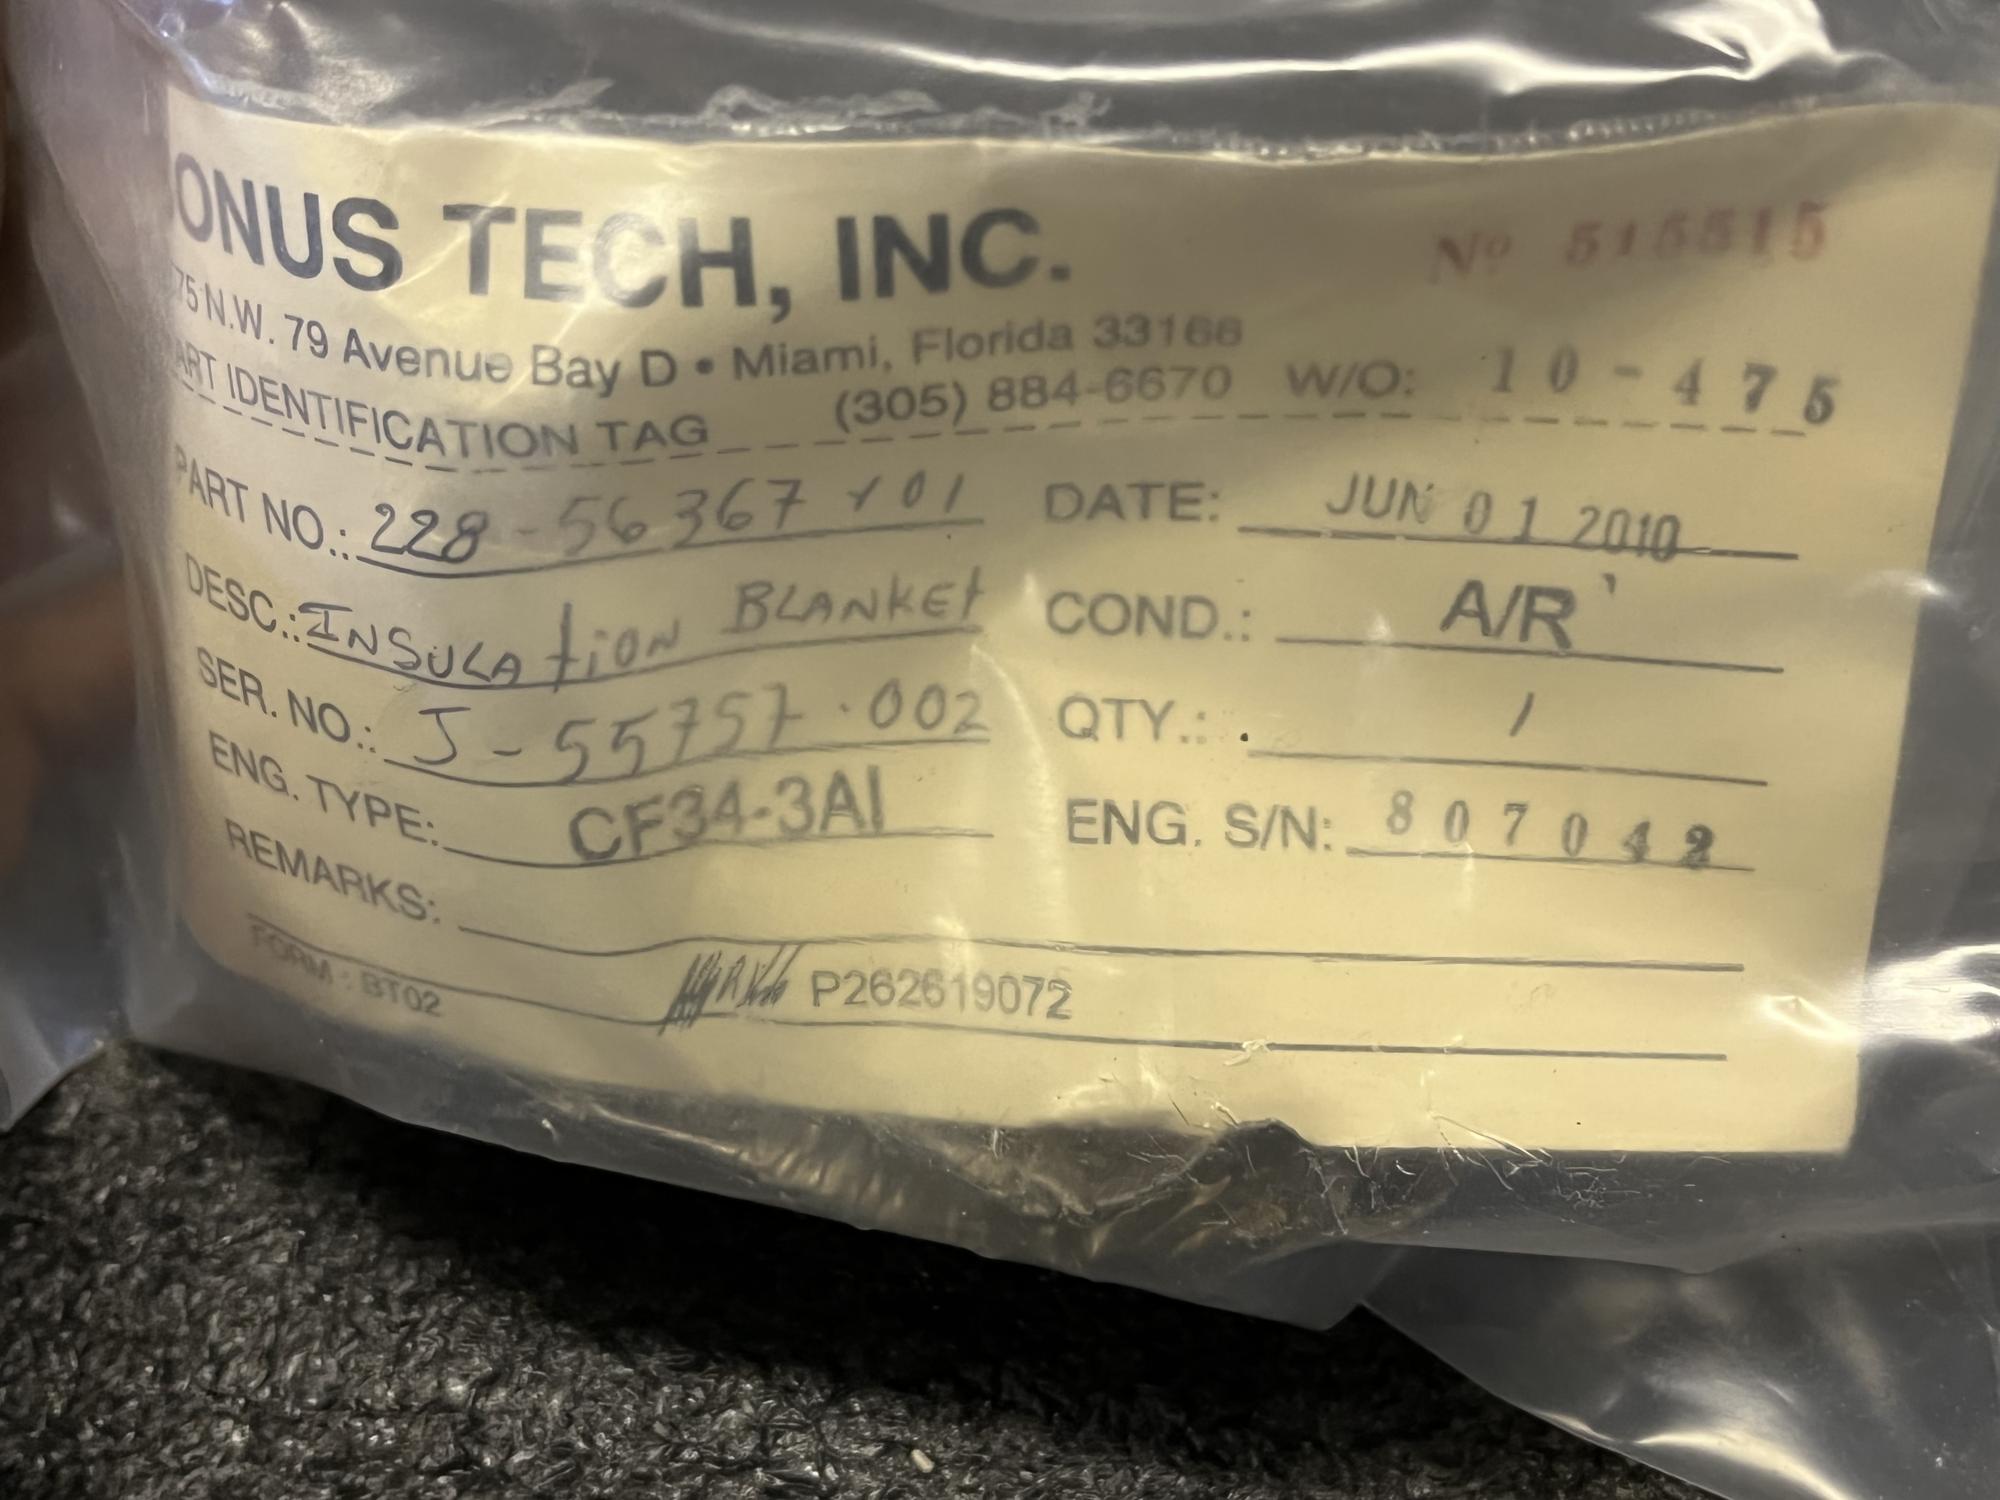 ONUS TECH, INC. Nº 515515
75 N.W. 79 Avenue Bay D • Miami, Florida 33166
ART IDENTIFICATION TAG (305) 884-6670 W/O: 10-475
PART NO.: 228-56367-101 DATE: JUN 01 2010
DESC.: INSULATION BLANKET COND.: A/R
SER. NO.: J-55757-002 QTY.: 1
ENG. TYPE: CF34-3A1 ENG. S/N: 807042
REMARKS:
P262619072
FORM: BT02